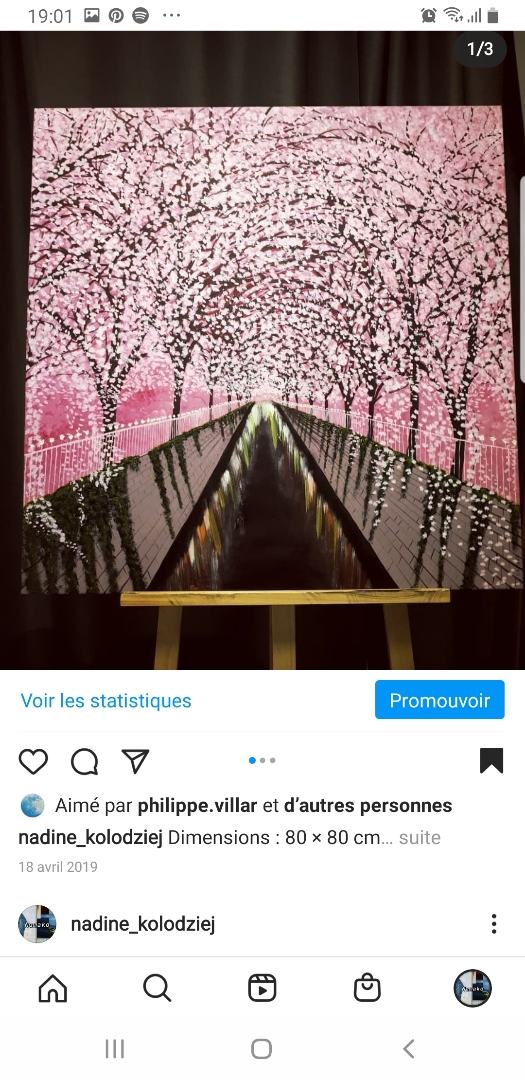 19:01
1/3
Voir les statistiques
Promouvoir
Aimé par philippe.villar et d’autres personnes
nadine_kolodziej Dimensions : 80 × 80 cm... suite
18 avril 2019
nadine_kolodziej